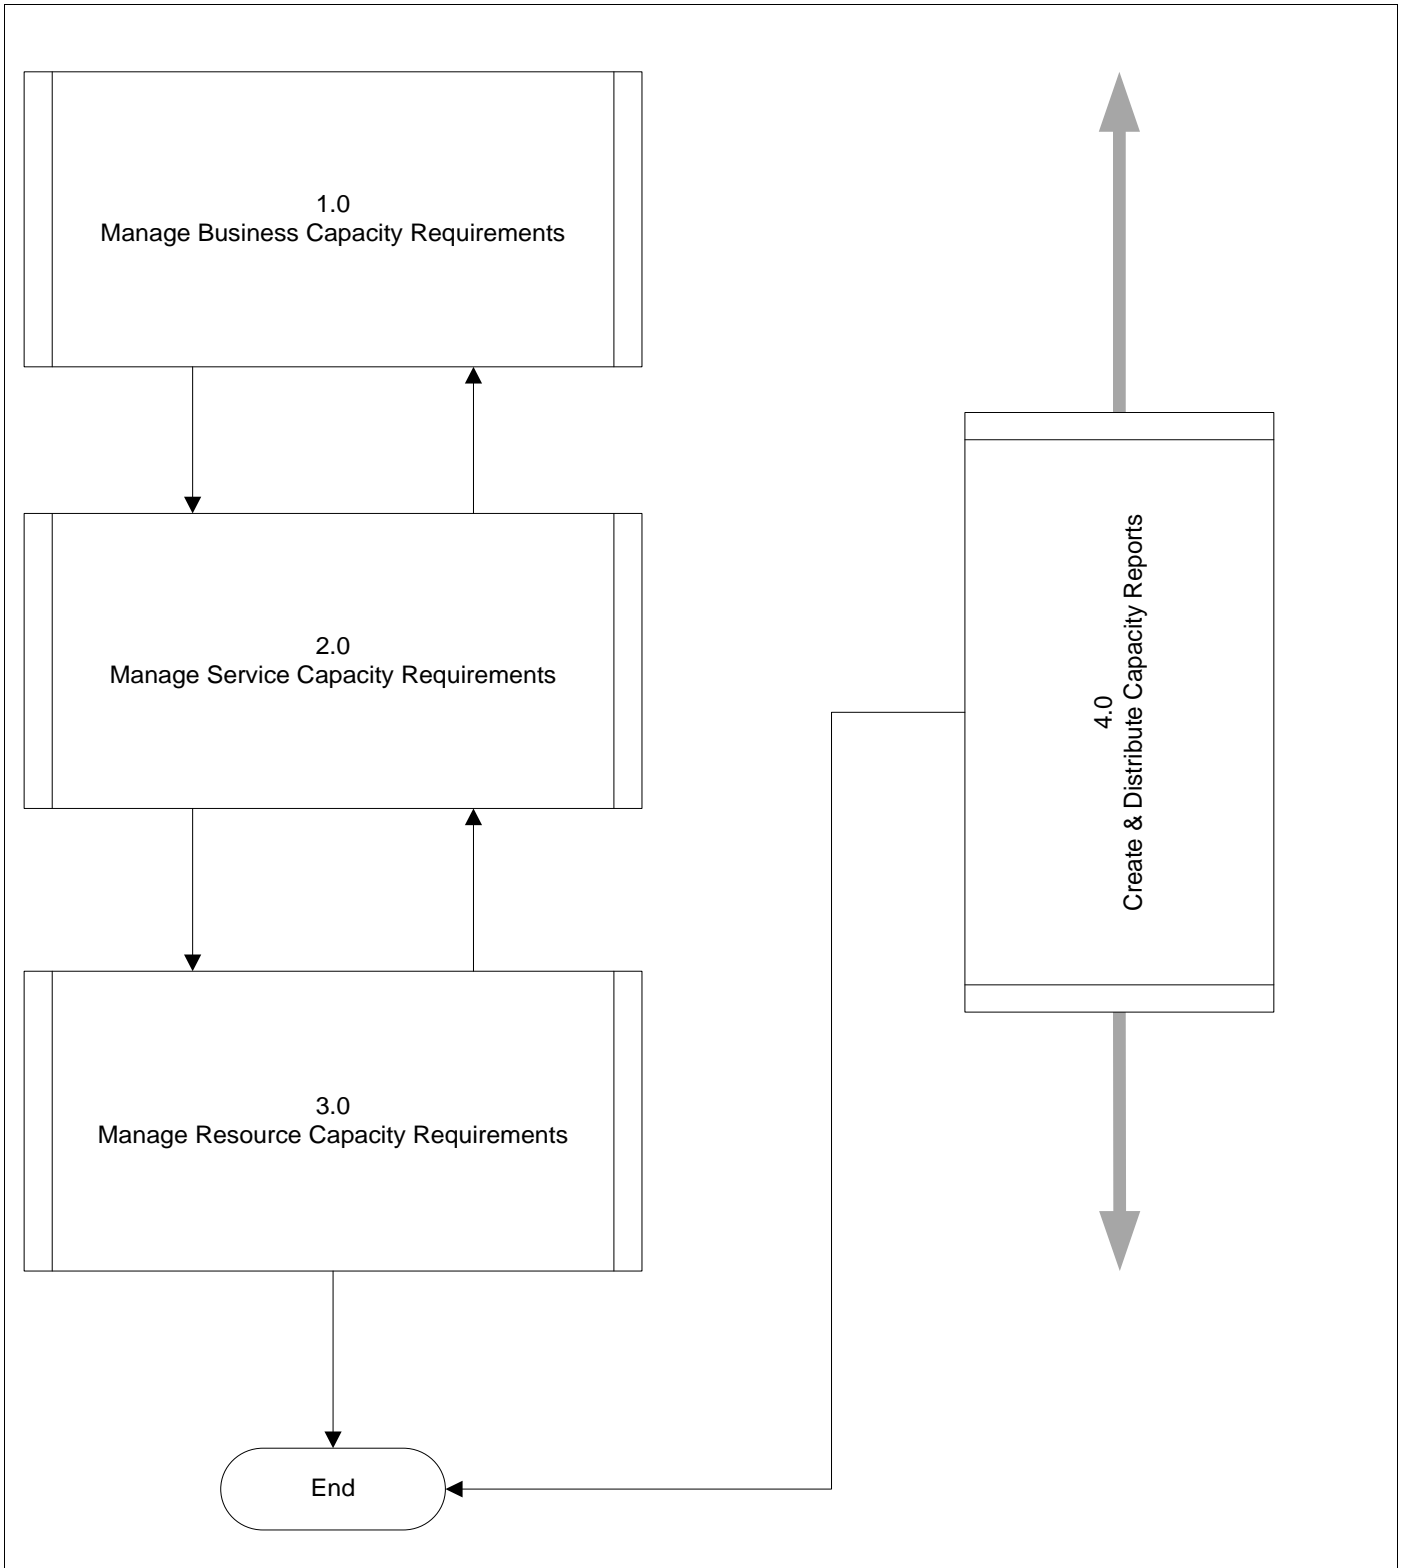 1.0
Manage Business Capacity Requirements
2.0
Manage Service Capacity Requirements
3.0
Manage Resource Capacity Requirements
4.0
Create & Distribute Capacity Reports
End